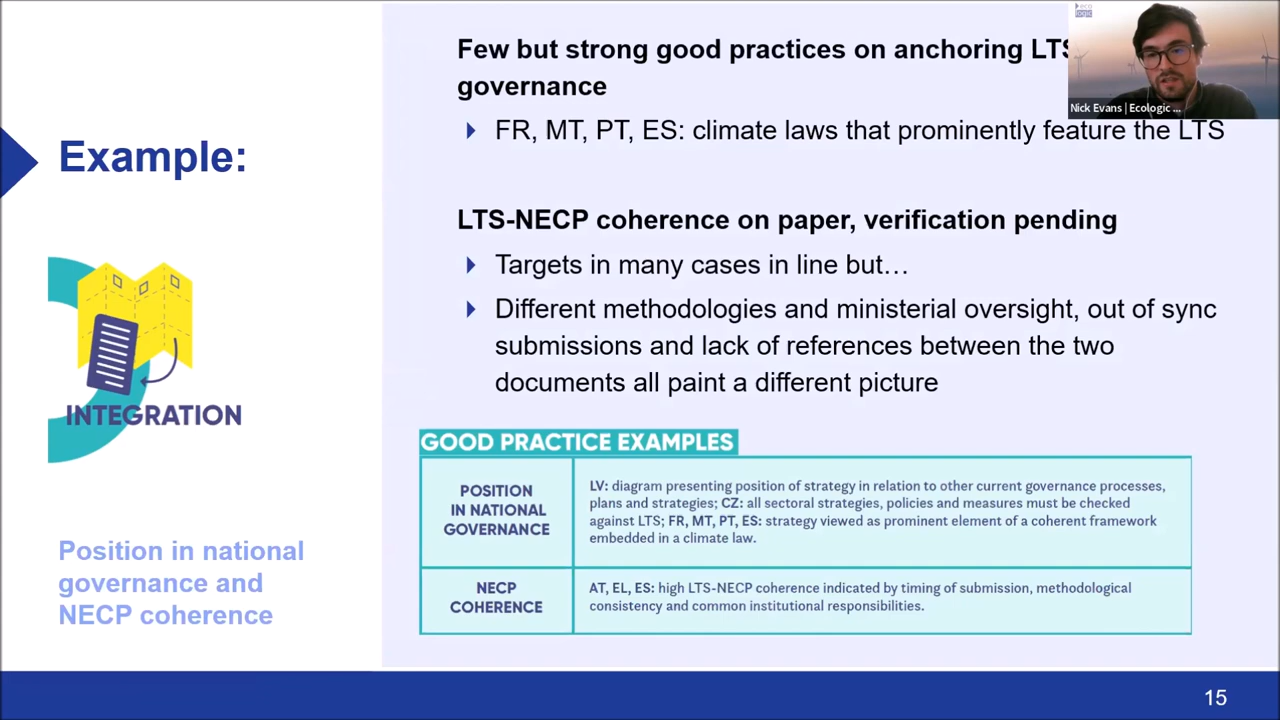 Example:
INTEGRATION
Position in national
governance and
NECP coherence
Few but strong good practices on anchoring LTS
governance
FR, MT, PT, ES: climate laws that prominently feature the LTS
LTS-NECP coherence on paper, verification pending
Targets in many cases in line but…
Different methodologies and ministerial oversight, out of sync
submissions and lack of references between the two
documents all paint a different picture
GOOD PRACTICE EXAMPLES
POSITION
IN NATIONAL
GOVERNANCE
LV: diagram presenting position of strategy in relation to other current governance processes,
plans and strategies; CZ: all sectoral strategies, policies and measures must be checked
against LTS; FR, MT, PT, ES: strategy viewed as prominent element of a coherent framework
embedded in a climate law.
NECP
COHERENCE
AT, EL, ES: high LTS-NECP coherence indicated by timing of submission, methodological
consistency and common institutional responsibilities.
eco
logic
Nick Evans | Ecologic ...
15